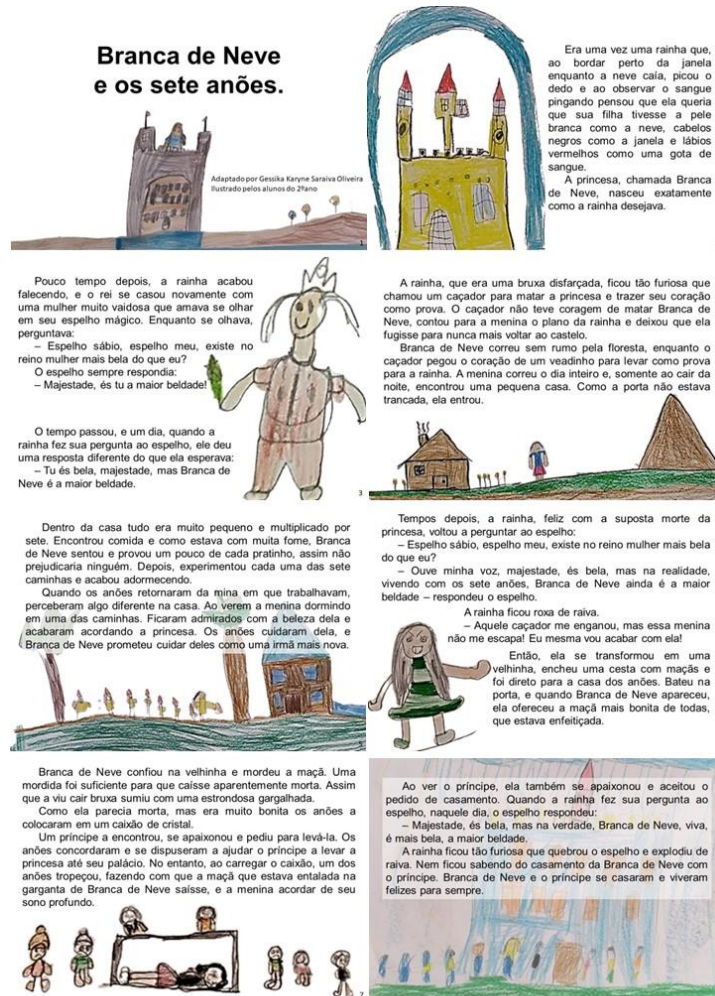 Branca de Neve
e os sete anões.
Adaptado por Gessika Karyne Saraiva Oliveira
Ilustrado pelos alunos do 2ºano
1
Era uma vez uma rainha que,
ao bordar perto da janela
enquanto a neve caía, picou o
dedo e ao observar o sangue
pingando pensou que ela queria
que sua filha tivesse a pele
branca como a neve, cabelos
negros como a janela e lábios
vermelhos como uma gota de
sangue.
A princesa, chamada Branca
de Neve, nasceu exatamente
como a rainha desejava.
Pouco tempo depois, a rainha acabou
falecendo, e o rei se casou novamente com
uma mulher muito vaidosa que amava se olhar
em seu espelho mágico. Enquanto se olhava,
perguntava:
– Espelho sábio, espelho meu, existe no
reino mulher mais bela do que eu?
O espelho sempre respondia:
– Majestade, és tu a maior beldade!
O tempo passou, e um dia, quando a
rainha fez sua pergunta ao espelho, ele deu
uma resposta diferente do que ela esperava:
– Tu és bela, majestade, mas Branca de
Neve é a maior beldade.
3
A rainha, que era uma bruxa disfarçada, ficou tão furiosa que
chamou um caçador para matar a princesa e trazer seu coração
como prova. O caçador não teve coragem de matar Branca de
Neve, contou para a menina o plano da rainha e deixou que ela
fugisse para nunca mais voltar ao castelo.
Branca de Neve correu sem rumo pela floresta, enquanto o
caçador pegou o coração de um veadinho para levar como prova
para a rainha. A menina correu o dia inteiro e, somente ao cair da
noite, encontrou uma pequena casa. Como a porta não estava
trancada, ela entrou.
Dentro da casa tudo era muito pequeno e multiplicado por
sete. Encontrou comida e como estava com muita fome, Branca
de Neve sentou e provou um pouco de cada pratinho, assim não
prejudicaria ninguém. Depois, experimentou cada uma das sete
caminhas e acabou adormecendo.
Quando os anões retornaram da mina em que trabalhavam,
perceberam algo diferente na casa. Ao verem a menina dormindo
em uma das caminhas. Ficaram admirados com a beleza dela e
acabaram acordando a princesa. Os anões cuidaram dela, e
Branca de Neve prometeu cuidar deles como uma irmã mais nova.
5
Tempos depois, a rainha, feliz com a suposta morte da
princesa, voltou a perguntar ao espelho:
– Espelho sábio, espelho meu, existe no reino mulher mais bela
do que eu?
– Ouve minha voz, majestade, és bela, mas na realidade,
vivendo com os sete anões, Branca de Neve ainda é a maior
beldade – respondeu o espelho.
A rainha ficou roxa de raiva.
– Aquele caçador me enganou, mas essa menina
não me escapa! Eu mesma vou acabar com ela!
Então, ela se transformou em uma
velhinha, encheu uma cesta com maçãs e
foi direto para a casa dos anões. Bateu na
porta, e quando Branca de Neve apareceu,
ela ofereceu a maçã mais bonita de todas,
que estava enfeitiçada.
Branca de Neve confiou na velhinha e mordeu a maçã. Uma
mordida foi suficiente para que caísse aparentemente morta. Assim
que a viu cair bruxa sumiu com uma estrondosa gargalhada.
Como ela parecia morta, mas era muito bonita os anões a
colocaram em um caixão de cristal.
Um príncipe a encontrou, se apaixonou e pediu para levá-la. Os
anões concordaram e se dispuseram a ajudar o príncipe a levar a
princesa até seu palácio. No entanto, ao carregar o caixão, um dos
anões tropeçou, fazendo com que a maçã que estava entalada na
garganta de Branca de Neve saísse, e a menina acordar de seu
sono profundo.
7
Ao ver o príncipe, ela também se apaixonou e aceitou o
pedido de casamento. Quando a rainha fez sua pergunta ao
espelho, naquele dia, o espelho respondeu:
– Majestade, és bela, mas na verdade, Branca de Neve, viva,
é mais bela, a maior beldade.
A rainha ficou tão furiosa que quebrou o espelho e explodiu de
raiva. Nem ficou sabendo do casamento da Branca de Neve com
o príncipe. Branca de Neve e o príncipe se casaram e viveram
felizes para sempre.